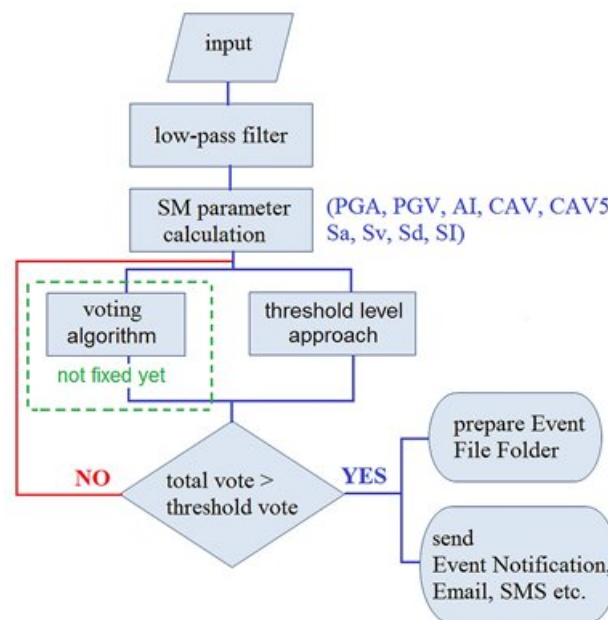 input
low-pass filter
SM parameter
calculation
(PGA, PGV, AI, CAV, CAV5
Sa, Sv, Sd, SI)
voting
algorithm
threshold level
approach
not fixed yet
total vote >
threshold vote
NO
YES
prepare Event
File Folder
send
Event Notification,
Email, SMS etc.